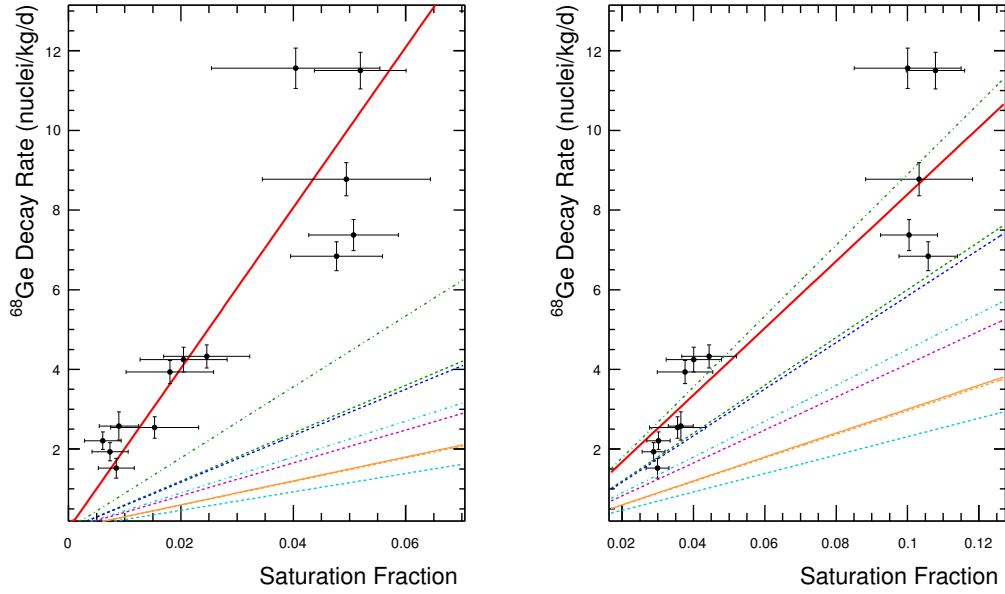 ⁶⁸Ge Decay Rate (nuclei/kg/d)
12
10
8
6
4
2
0 0.02 0.04 0.06
Saturation Fraction
⁶⁸Ge Decay Rate (nuclei/kg/d)
12
10
8
6
4
2
0.02 0.04 0.06 0.08 0.1 0.12
Saturation Fraction